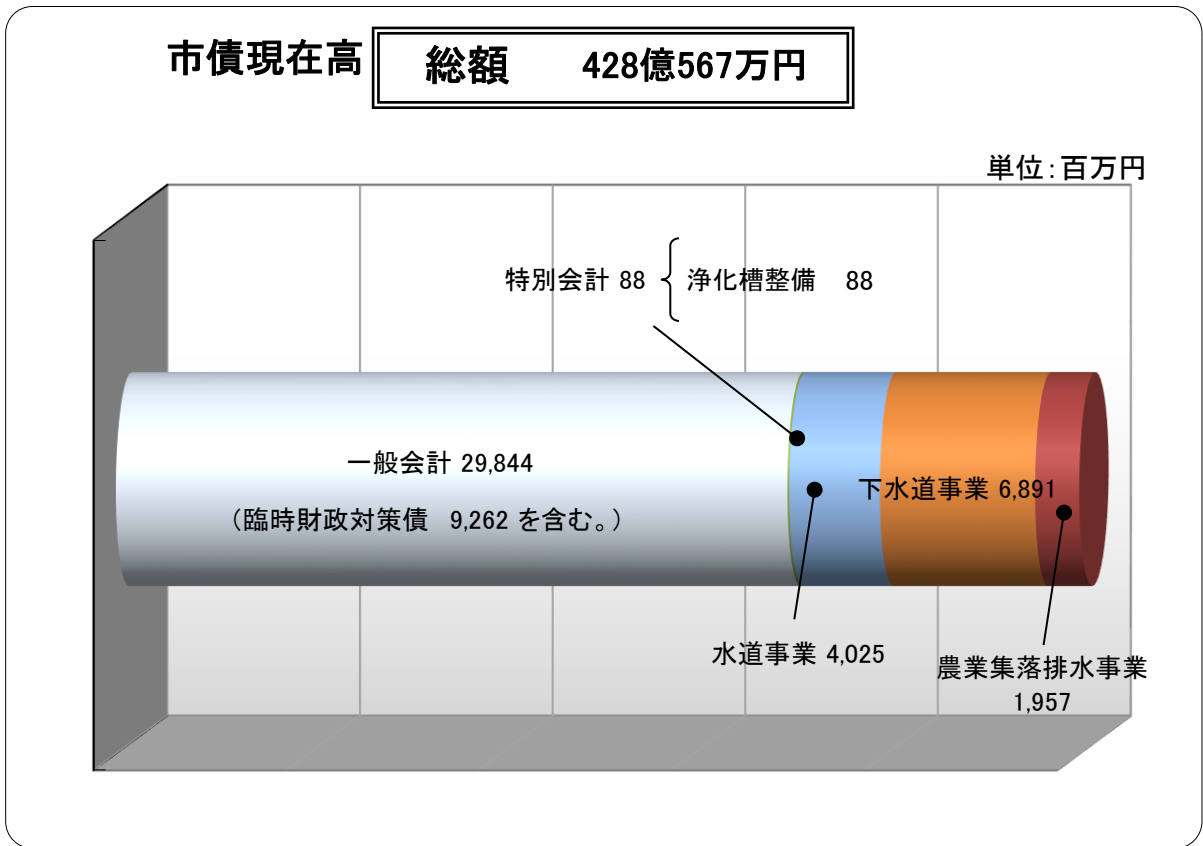 市債現在高 総額 428億567万円
単位:百万円
特別会計 88 { 浄化槽整備 88
一般会計 29,844
(臨時財政対策債 9,262 を含む。)
下水道事業 6,891
水道事業 4,025
農業集落排水事業
1,957